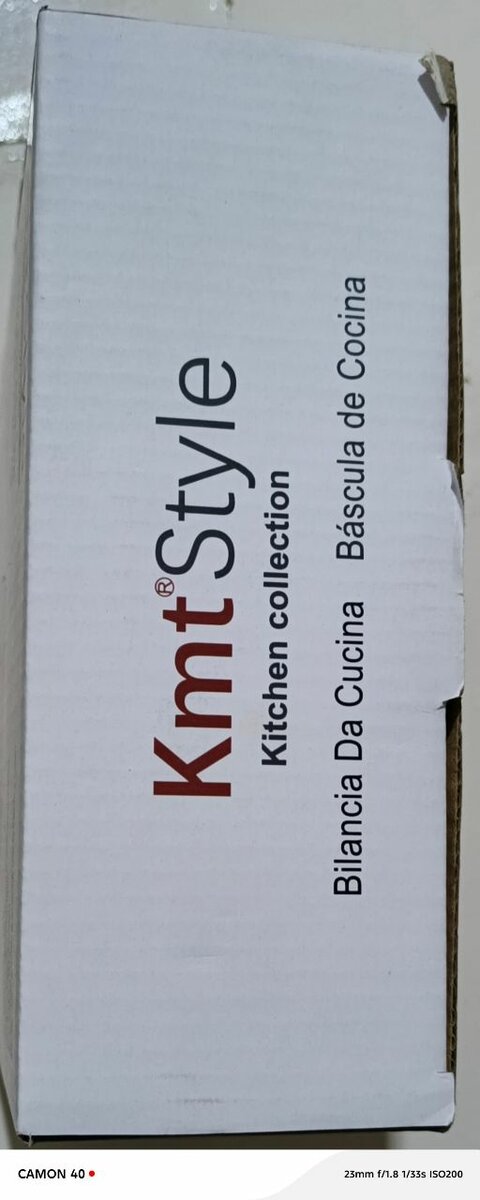 Kmt®Style
Kitchen collection
Bilancia Da Cucina Báscula de Cocina
CAMON 40
23mm f/1.8 1/33s ISO200